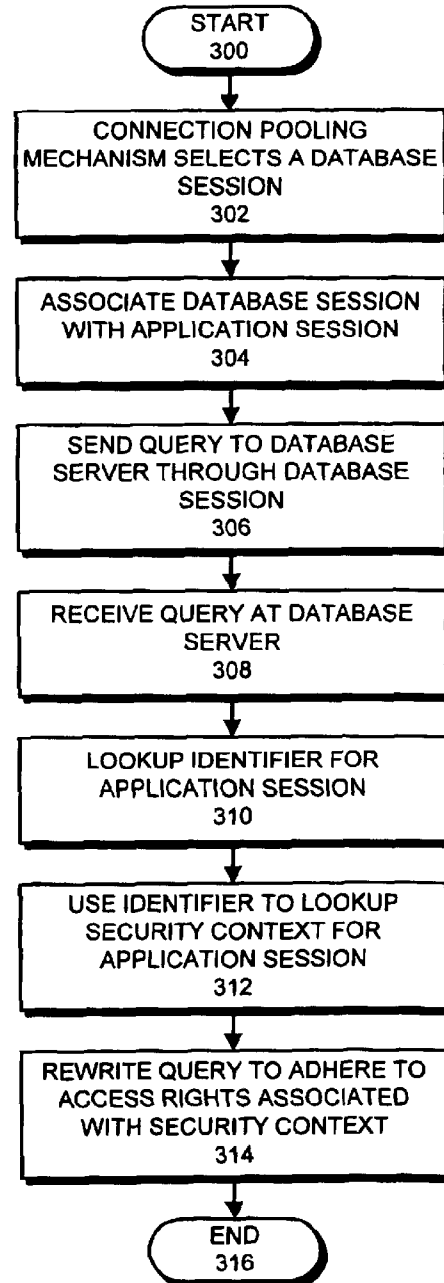 START
300
CONNECTION POOLING
MECHANISM SELECTS A DATABASE
SESSION
302
ASSOCIATE DATABASE SESSION
WITH APPLICATION SESSION
304
SEND QUERY TO DATABASE
SERVER THROUGH DATABASE
SESSION
306
RECEIVE QUERY AT DATABASE
SERVER
308
LOOKUP IDENTIFIER FOR
APPLICATION SESSION
310
USE IDENTIFIER TO LOOKUP
SECURITY CONTEXT FOR
APPLICATION SESSION
312
REWRITE QUERY TO ADHERE TO
ACCESS RIGHTS ASSOCIATED
WITH SECURITY CONTEXT
314
END
316